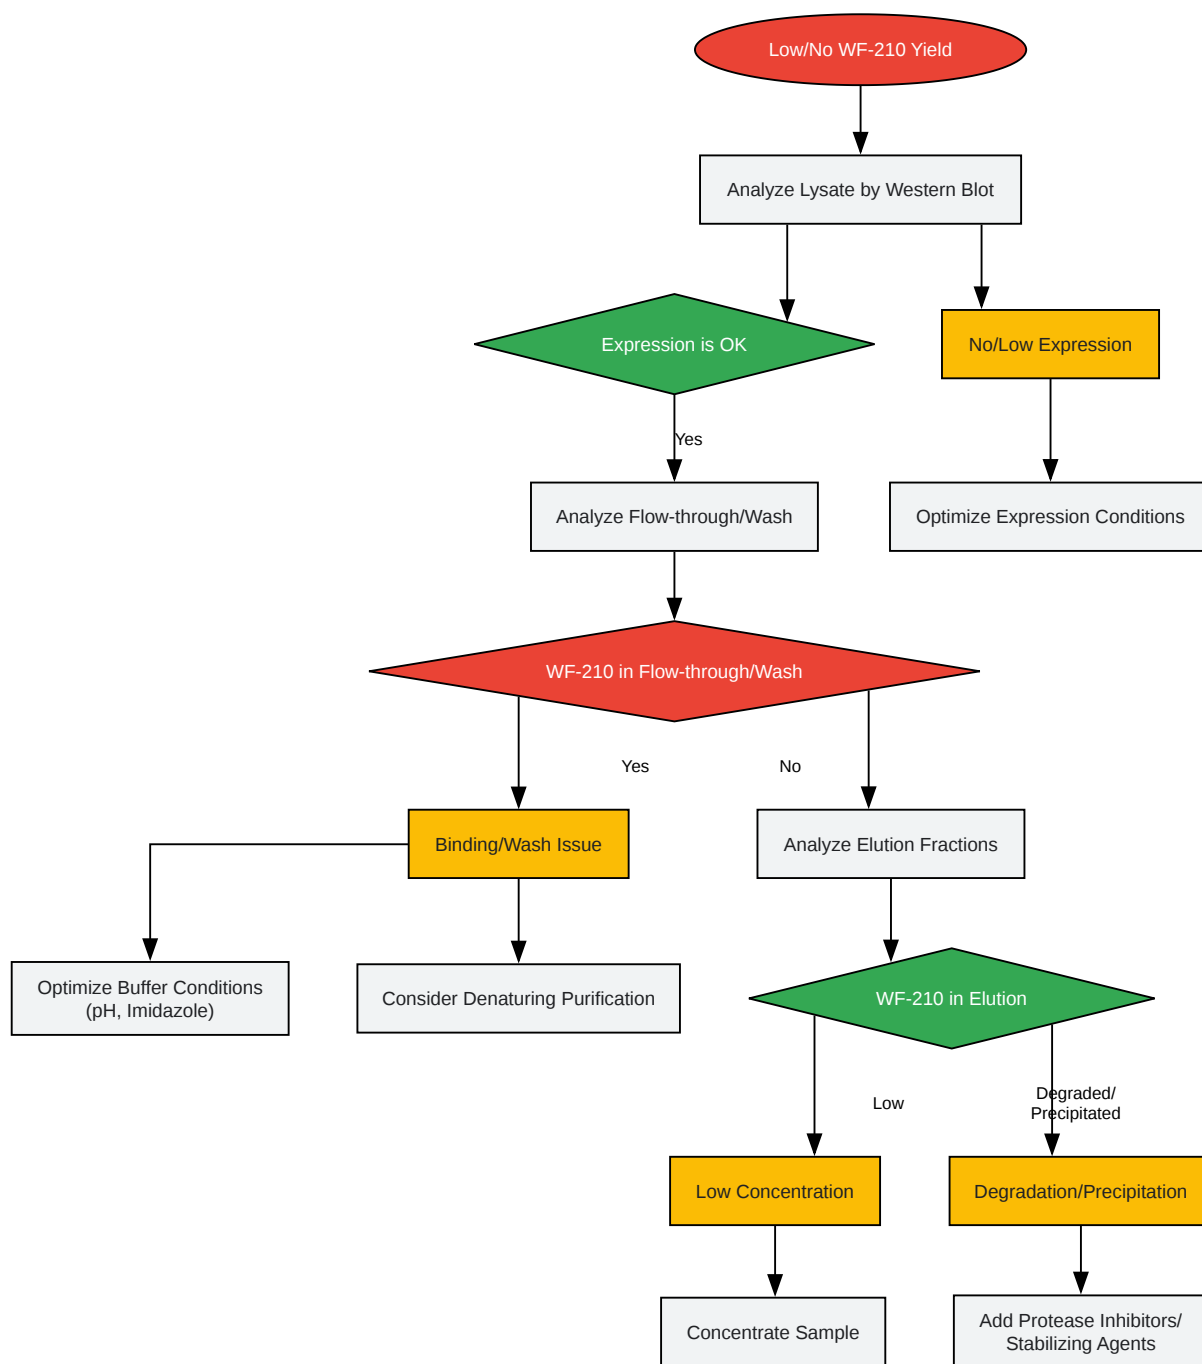 Low/No WF-210 Yield
Analyze Lysate by Western Blot
Expression is OK
No/Low Expression
Yes
Analyze Flow-through/Wash
Optimize Expression Conditions
WF-210 in Flow-through/Wash
Yes
No
Binding/Wash Issue
Analyze Elution Fractions
Optimize Buffer Conditions
(pH, Imidazole)
Consider Denaturing Purification
WF-210 in Elution
Low
Degraded/
Precipitated
Low Concentration
Degradation/Precipitation
Concentrate Sample
Add Protease Inhibitors/
Stabilizing Agents